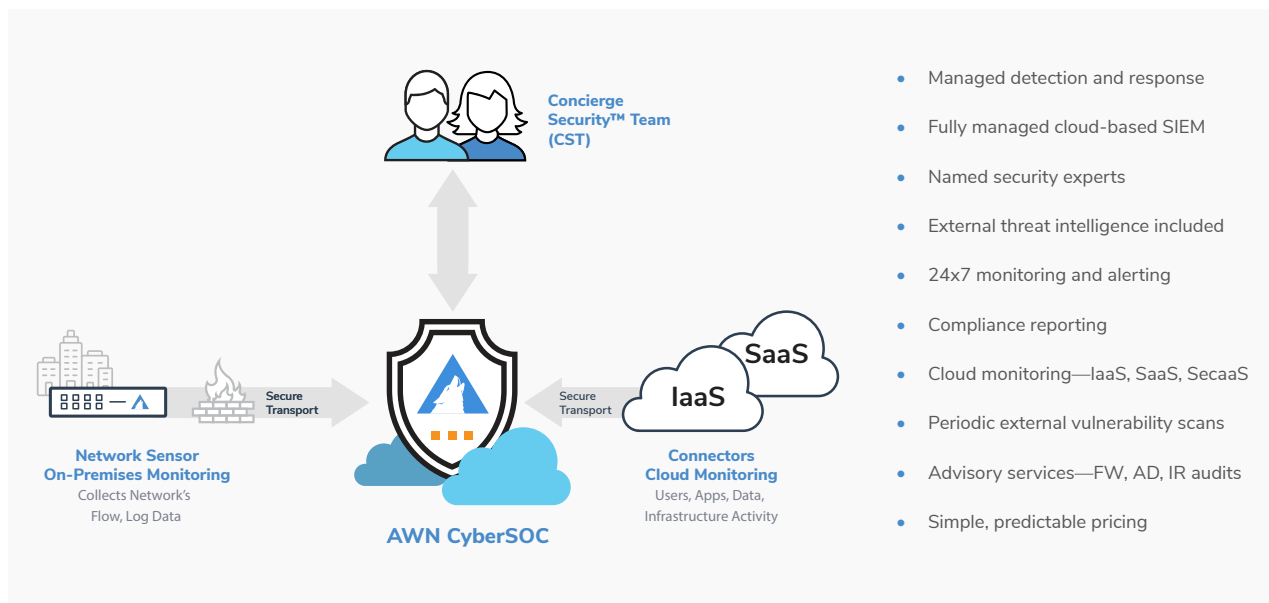 Concierge
Security™ Team
(CST)
Secure
Transport
Secure
Transport
SaaS
IaaS
Network Sensor
On-Premises Monitoring
Collects Network’s
Flow, Log Data
Connectors
Cloud Monitoring
Users, Apps, Data,
Infrastructure Activity
AWN CyberSOC
• Managed detection and response
• Fully managed cloud-based SIEM
• Named security experts
• External threat intelligence included
• 24x7 monitoring and alerting
• Compliance reporting
• Cloud monitoring—IaaS, SaaS, SecaaS
• Periodic external vulnerability scans
• Advisory services—FW, AD, IR audits
• Simple, predictable pricing